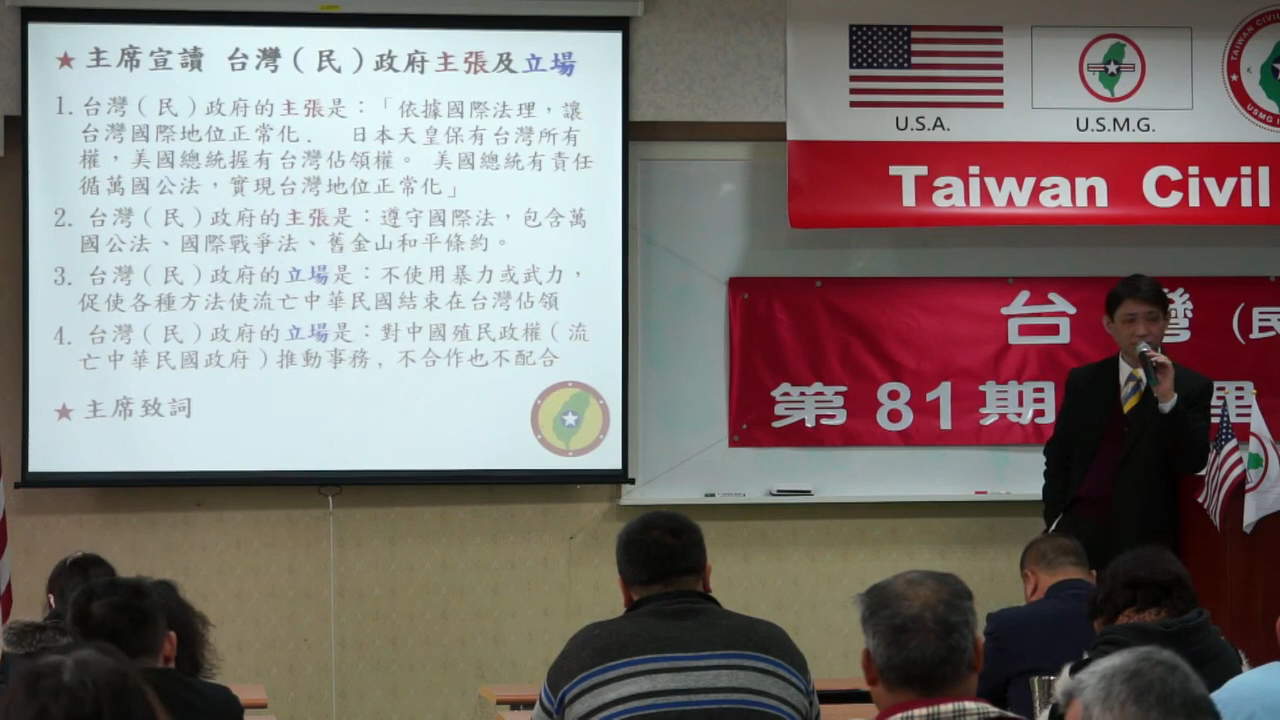 ★ 主席宣讀 台灣(民)政府主張及立場
1. 台灣(民)政府的主張是：「依據國際法理，讓
台灣國際地位正常化. 日本天皇保有台灣所有
權，美國總統握有台灣佔領權。 美國總統有責任
循萬國公法，實現台灣地位正常化」
2. 台灣(民)政府的主張是：遵守國際法，包含萬
國公法、國際戰爭法、舊金山和平條約。
3. 台灣(民)政府的立場是：不使用暴力或武力，
促使各種方法使流亡中華民國結束在台灣佔領
4. 台灣(民)政府的立場是：對中國殖民政權(流
亡中華民國政府)推動事務, 不合作也不配合
★ 主席致詞
U.S.A.
U.S.M.G.
TAIWAN CIVIL
Taiwan Civil
台灣(民
第81期 理